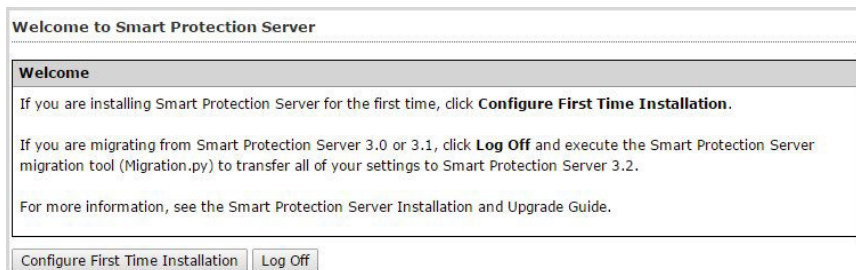 Welcome to Smart Protection Server
Welcome
If you are installing Smart Protection Server for the first time, click Configure First Time Installation.
If you are migrating from Smart Protection Server 3.0 or 3.1, click Log Off and execute the Smart Protection Server
migration tool (Migration.py) to transfer all of your settings to Smart Protection Server 3.2.
For more information, see the Smart Protection Server Installation and Upgrade Guide.
Configure First Time Installation Log Off